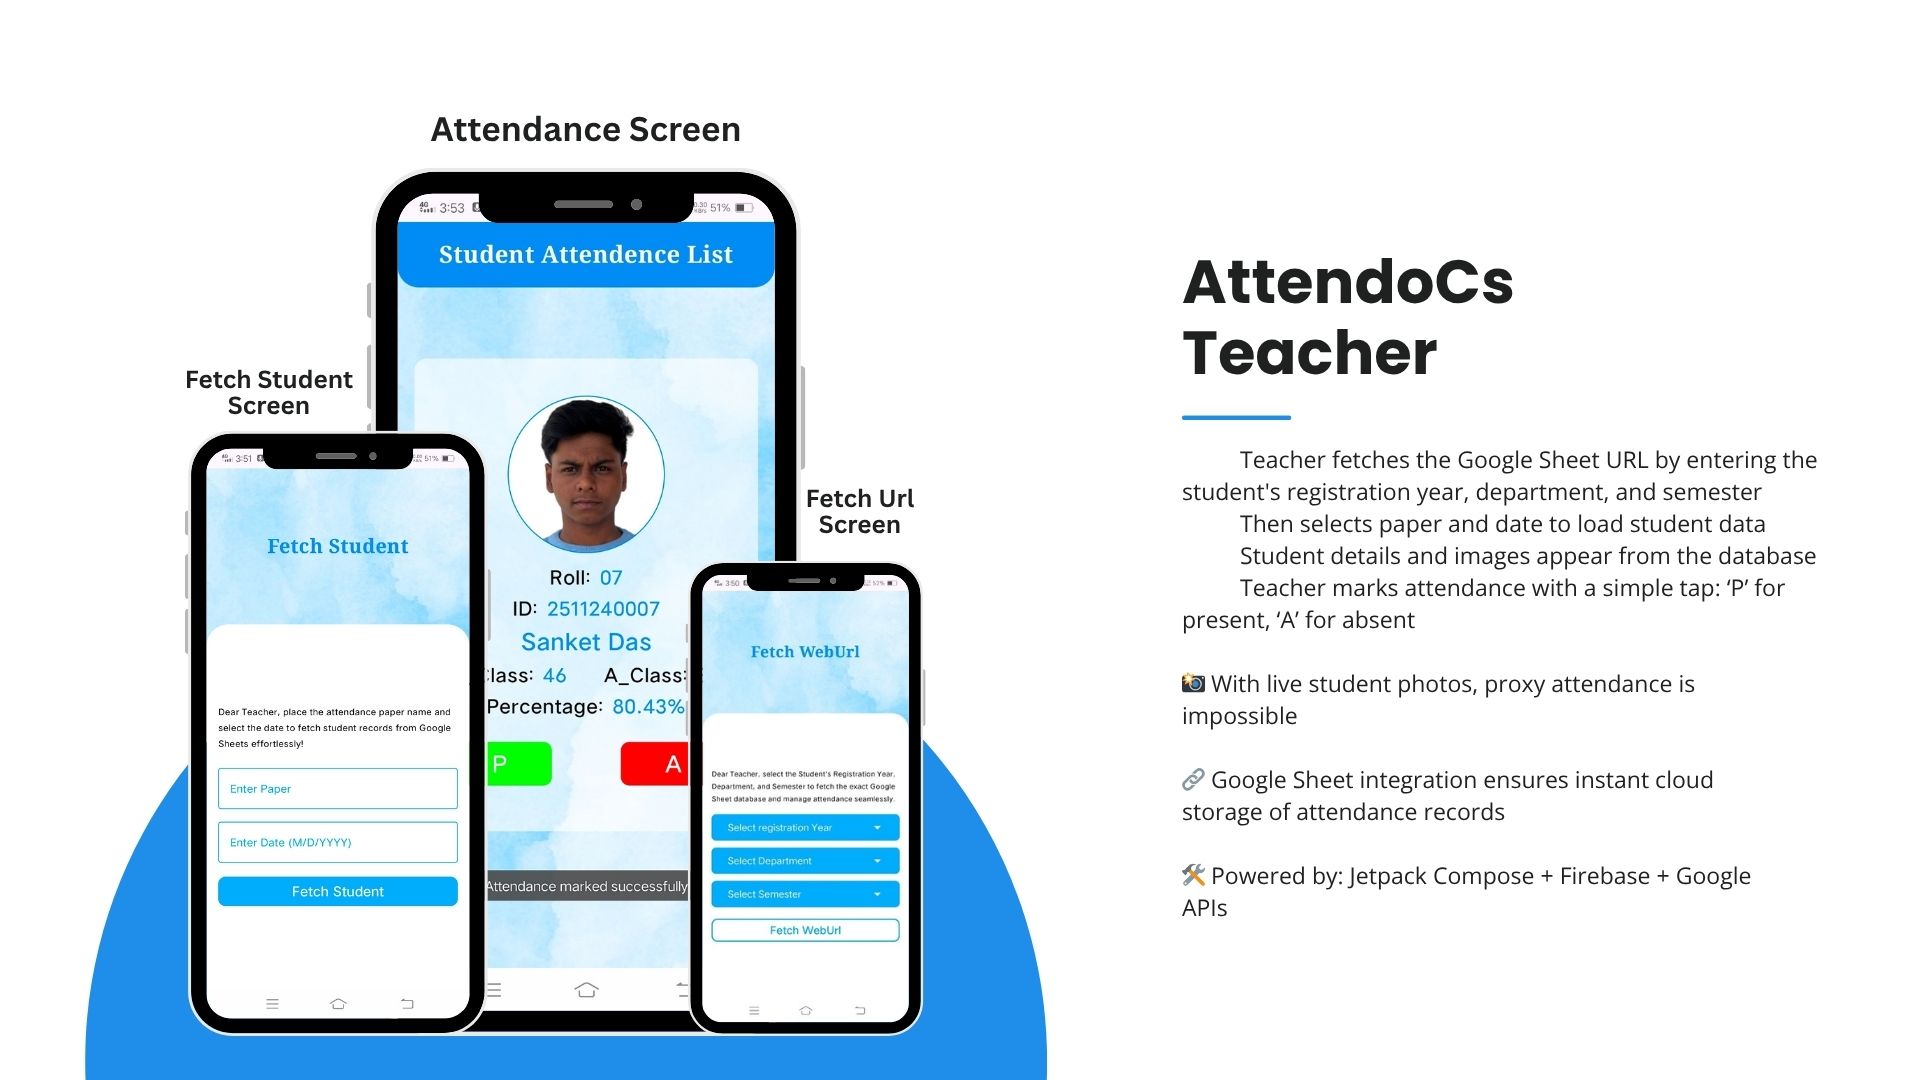 Attendance Screen
3:53
51%
Student Attendence List
Roll: 07
ID: 2511240007
Sanket Das
lass: 46 A_Class:
Percentage: 80.43%
P
A
Attendance marked successfully
Fetch Student
Screen
3:51
51%
Fetch Student
Dear Teacher, place the attendance paper name and
select the date to fetch student records from Google
Sheets effortlessly!
Enter Paper
Enter Date (M/D/YYYY)
Fetch Student
Fetch Url
Screen
3:50
52%
Fetch WebUrl
Dear Teacher, select the Student's Registration Year,
Department, and Semester to fetch the exact Google
Sheet database and manage attendance seamlessly.
Select registration Year
Select Department
Select Semester
Fetch WebUrl
AttendoCs
Teacher
Teacher fetches the Google Sheet URL by entering the
student's registration year, department, and semester
Then selects paper and date to load student data
Student details and images appear from the database
Teacher marks attendance with a simple tap: ‘P’ for
present, ‘A’ for absent
📸 With live student photos, proxy attendance is
impossible
🔗 Google Sheet integration ensures instant cloud
storage of attendance records
🛠️ Powered by: Jetpack Compose + Firebase + Google
APIs